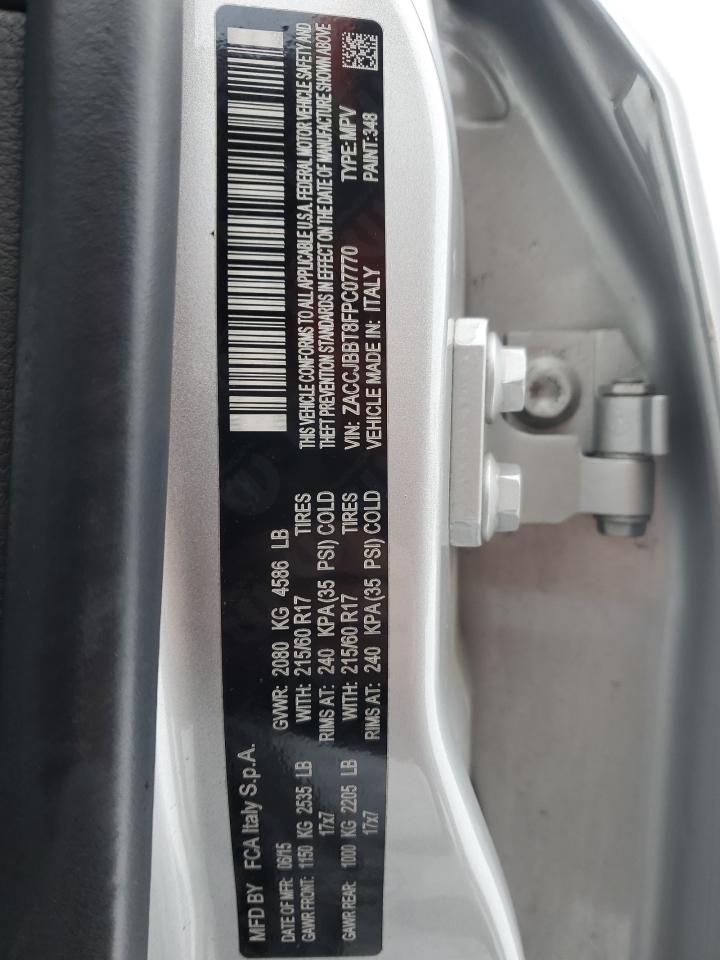 MFD BY FCA Italy S.p.A.
DATE OF MFR: 06/15 GVWR: 2080 KG 4586 LB
GAWR FRONT: 1150 KG 2535 LB WITH: 215/60 R17 TIRES
17x7 RIMS AT: 240 KPA(35 PSI) COLD
GAWR REAR: 1000 KG 2205 LB WITH: 215/60 R17 TIRES
17x7 RIMS AT: 240 KPA(35 PSI) COLD
THIS VEHICLE CONFORMS TO ALL APPLICABLE U.S.A. FEDERAL MOTOR VEHICLE SAFETY AND
THEFT PREVENTION STANDARDS IN EFFECT ON THE DATE OF MANUFACTURE SHOWN ABOVE
VIN: ZACCJBBT8FPC07770 TYPE:MPV
VEHICLE MADE IN: ITALY PAINT:348